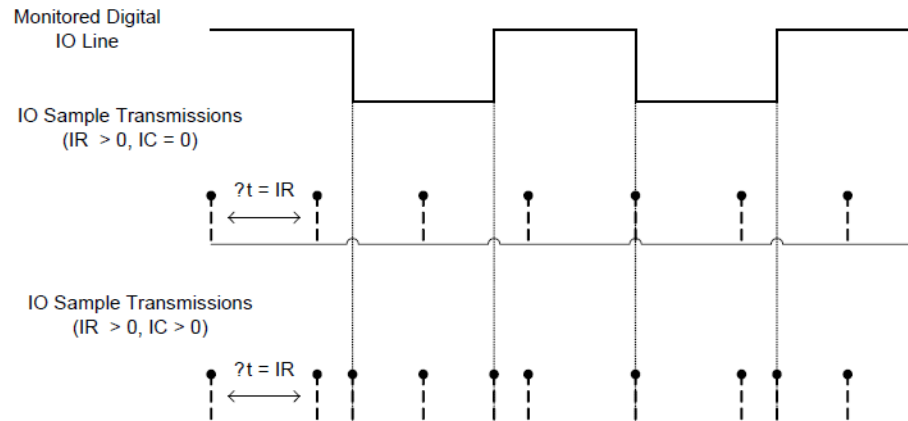 Monitored Digital
IO Line
IO Sample Transmissions
(IR > 0, IC = 0)
?t = IR
IO Sample Transmissions
(IR > 0, IC > 0)
?t = IR